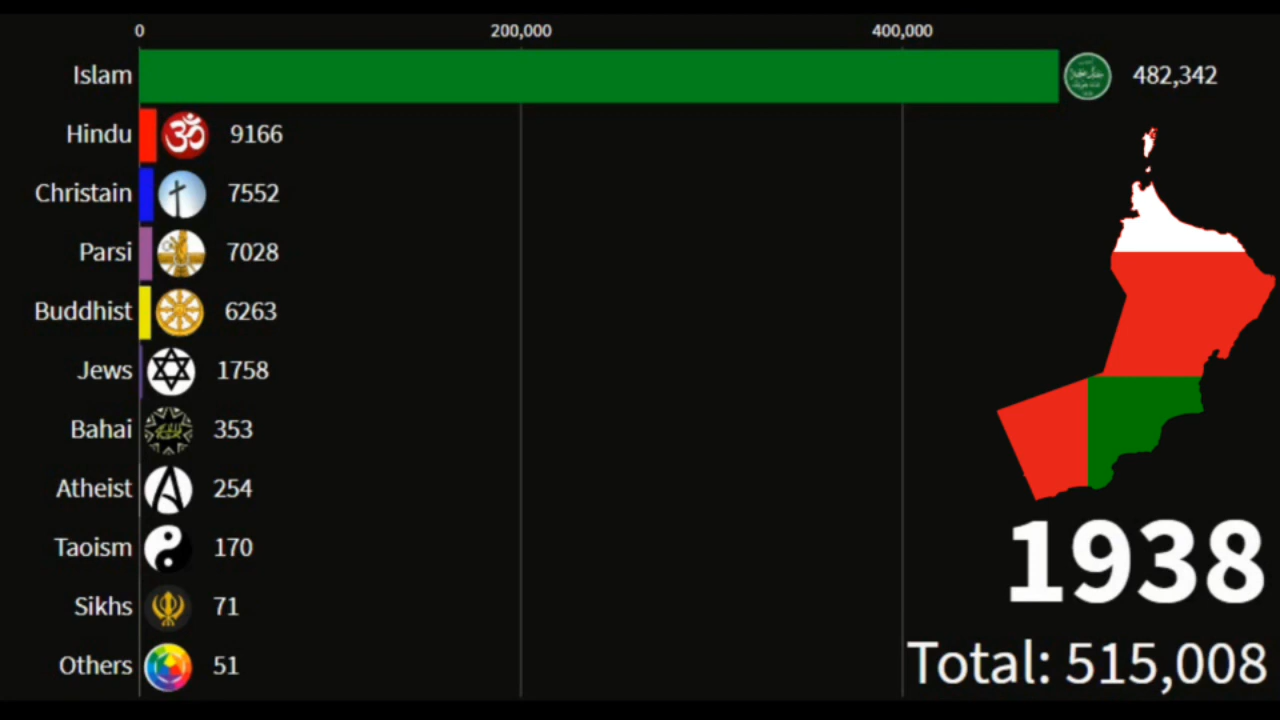 0 200,000 400,000
Islam 482,342
Hindu 9166
Christain 7552
Parsi 7028
Buddhist 6263
Jews 1758
Bahai 353
Atheist 254
Taoism 170
Sikhs 71
Others 51
1938
Total: 515,008